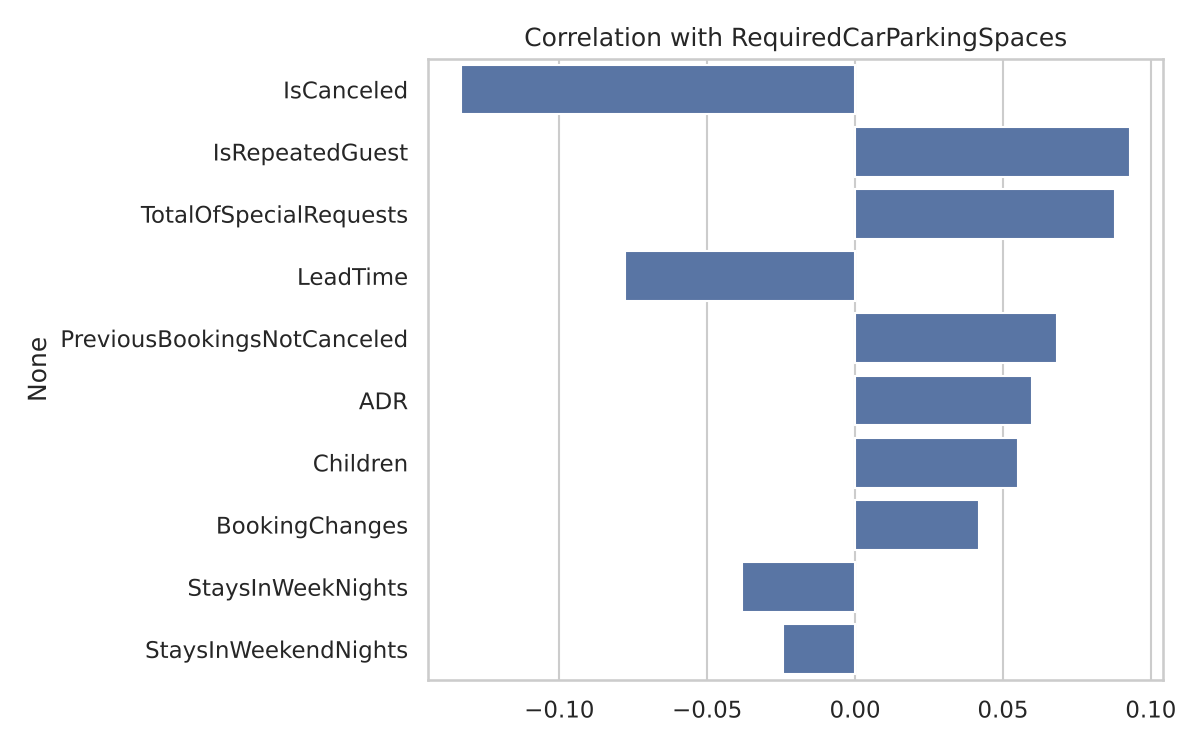 Correlation with RequiredCarParkingSpaces
IsCanceled
IsRepeatedGuest
TotalOfSpecialRequests
LeadTime
PreviousBookingsNotCanceled
ADR
Children
BookingChanges
StaysInWeekNights
StaysInWeekendNights
None
−0.10 −0.05 0.00 0.05 0.10